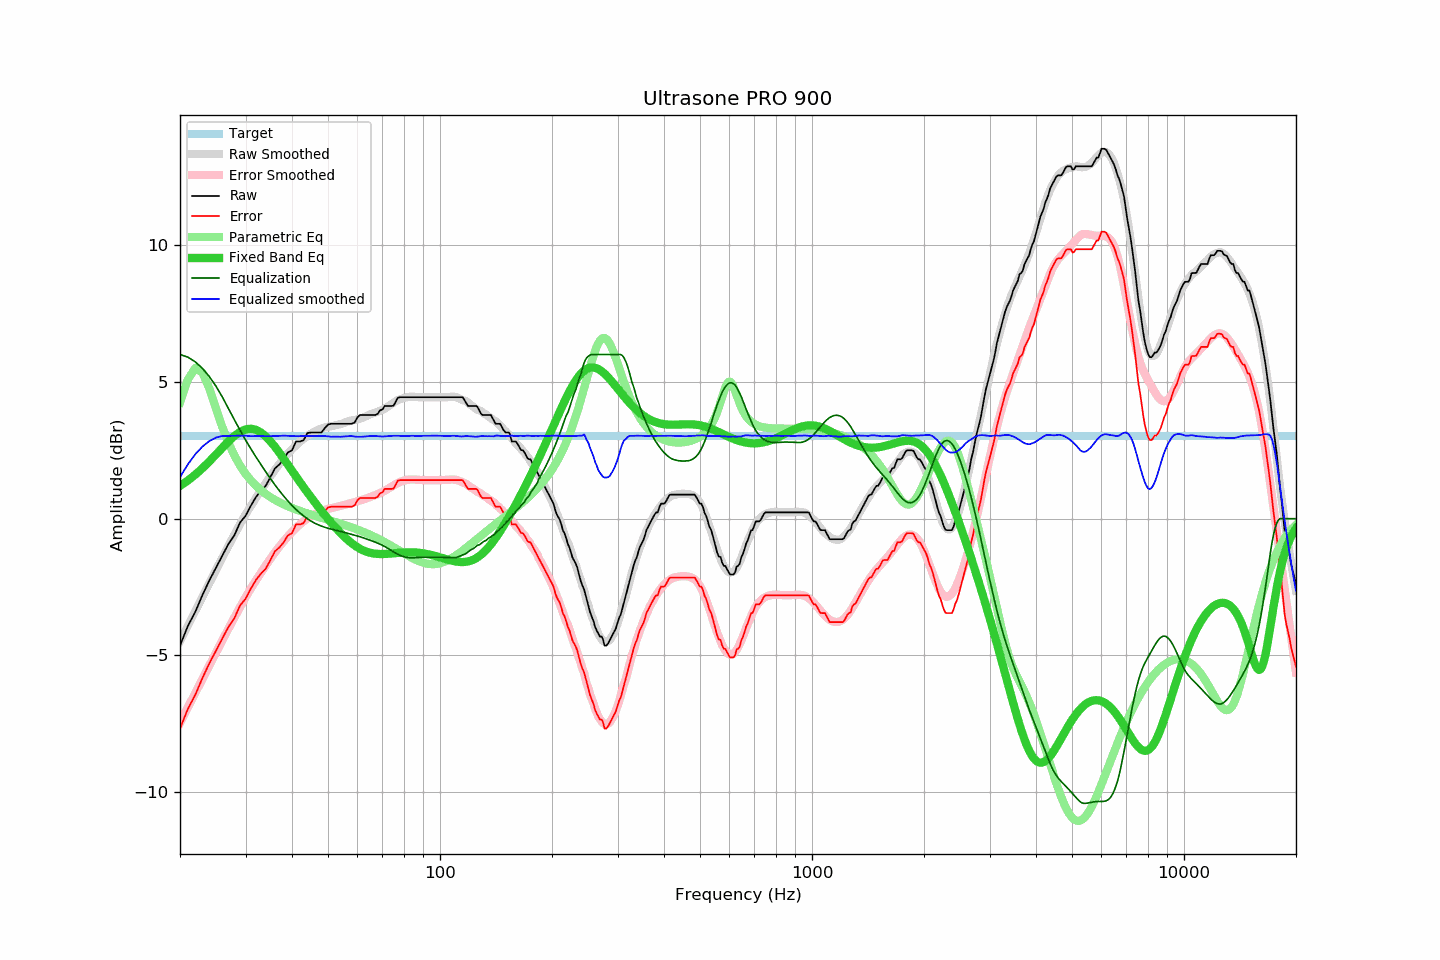 Ultrasone PRO 900
Target
Raw Smoothed
Error Smoothed
Raw
Error
Parametric Eq
Fixed Band Eq
Equalization
Equalized smoothed
10
5
0
−5
−10
Amplitude (dBr)
100
1000
10000
Frequency (Hz)